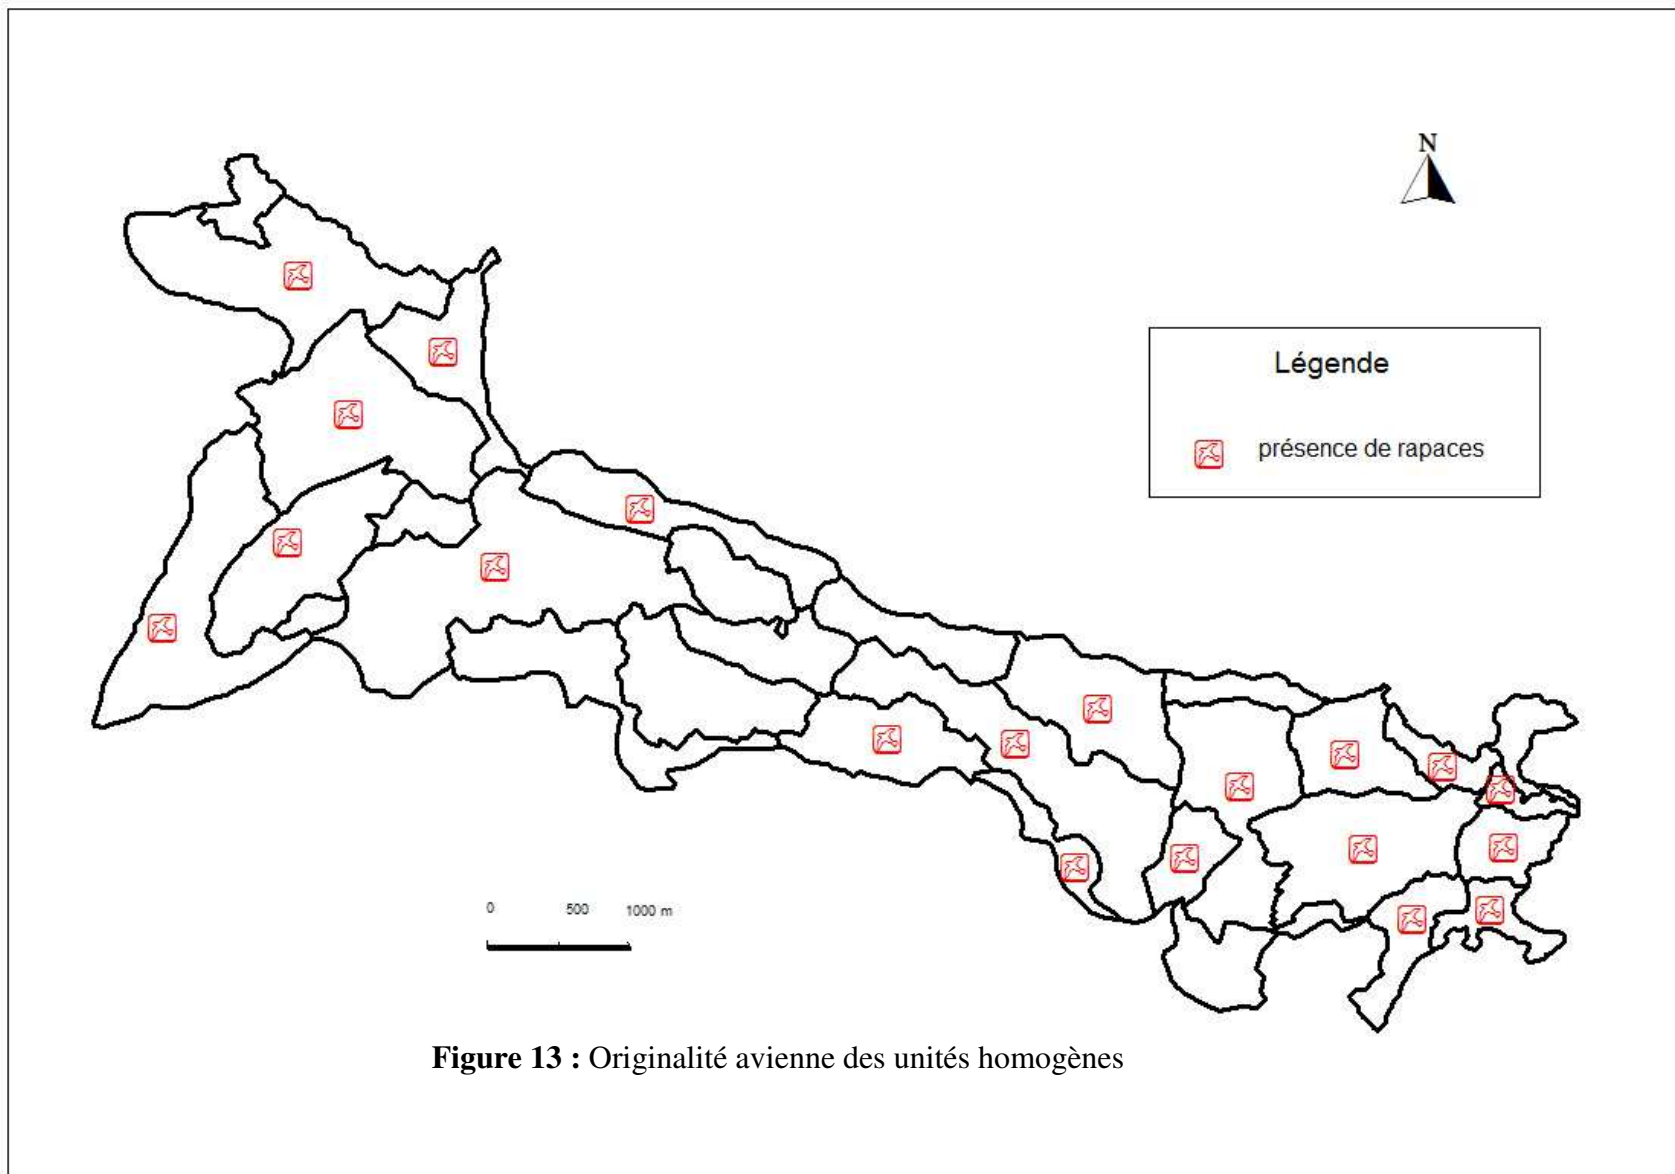 N
Légende
présence de rapaces
0 500 1000 m
Figure 13 : Originalité avienne des unités homogènes